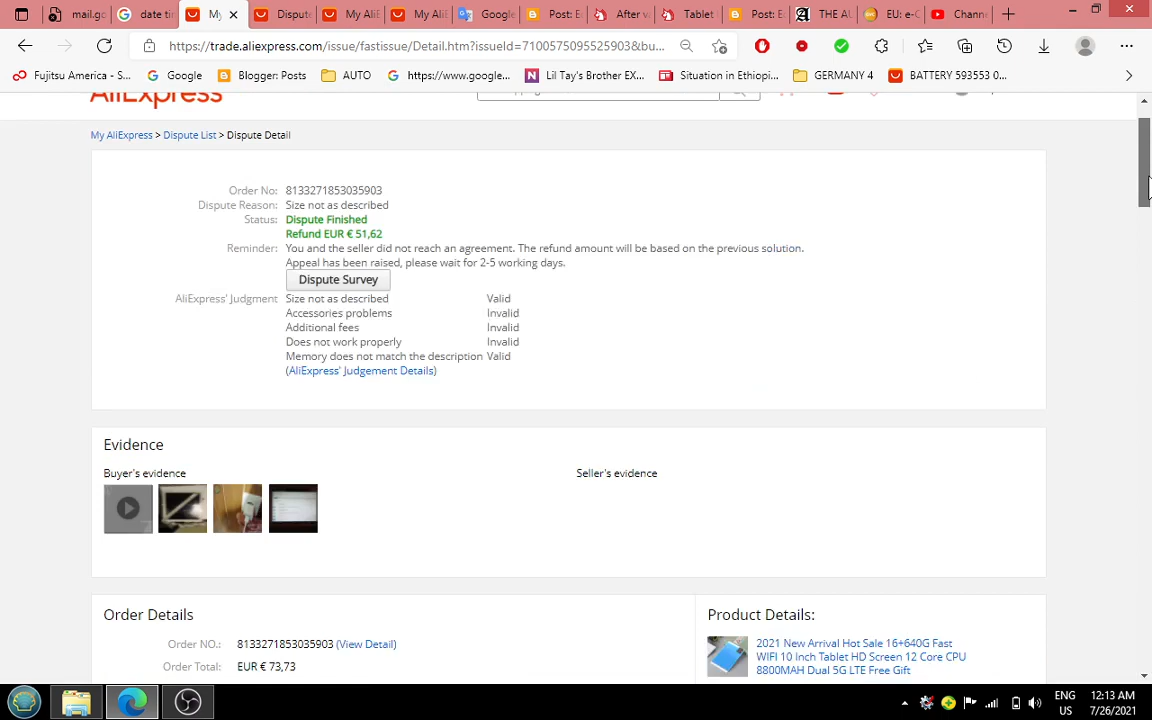 mail.go
date ti
My
Dispute
My AliE
My AliE
Google
Post: Ec
After v
Tablet
Post: E
THE AU
EU: e-C
Chann
https://trade.aliexpress.com/issue/fastissue/Detail.htm?issueId=7100575095525903&bu...
Fujitsu America - S...
Google
Blogger: Posts
AUTO
https://www.google...
Lil Tay's Brother EX...
Situation in Ethiopi...
GERMANY 4
BATTERY 593553 0...
AliExpress
My AliExpress > Dispute List > Dispute Detail
Order No: 8133271853035903
Dispute Reason: Size not as described
Status: Dispute Finished
Refund EUR € 51,62
Reminder: You and the seller did not reach an agreement. The refund amount will be based on the previous solution.
Appeal has been raised, please wait for 2-5 working days.
Dispute Survey
AliExpress' Judgment Size not as described Valid
Accessories problems Invalid
Additional fees Invalid
Does not work properly Invalid
Memory does not match the description Valid
(AliExpress' Judgement Details)
Evidence
Buyer's evidence
Seller's evidence
Order Details
Order NO.: 8133271853035903 (View Detail)
Order Total: EUR € 73,73
Product Details:
2021 New Arrival Hot Sale 16+640G Fast
WIFI 10 Inch Tablet HD Screen 12 Core CPU
8800MAH Dual 5G LTE Free Gift
ENG
US
12:13 AM
7/26/2021